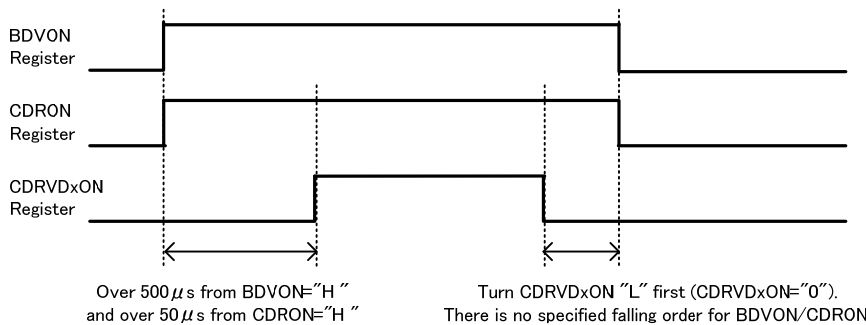 BDVON
Register
CDRON
Register
CDRVDxON
Register
Over 500μs from BDVON="H"
and over 50μs from CDRON="H"
Turn CDRVDxON "L" first (CDRVDxON="0").
There is no specified falling order for BDVON/CDRON